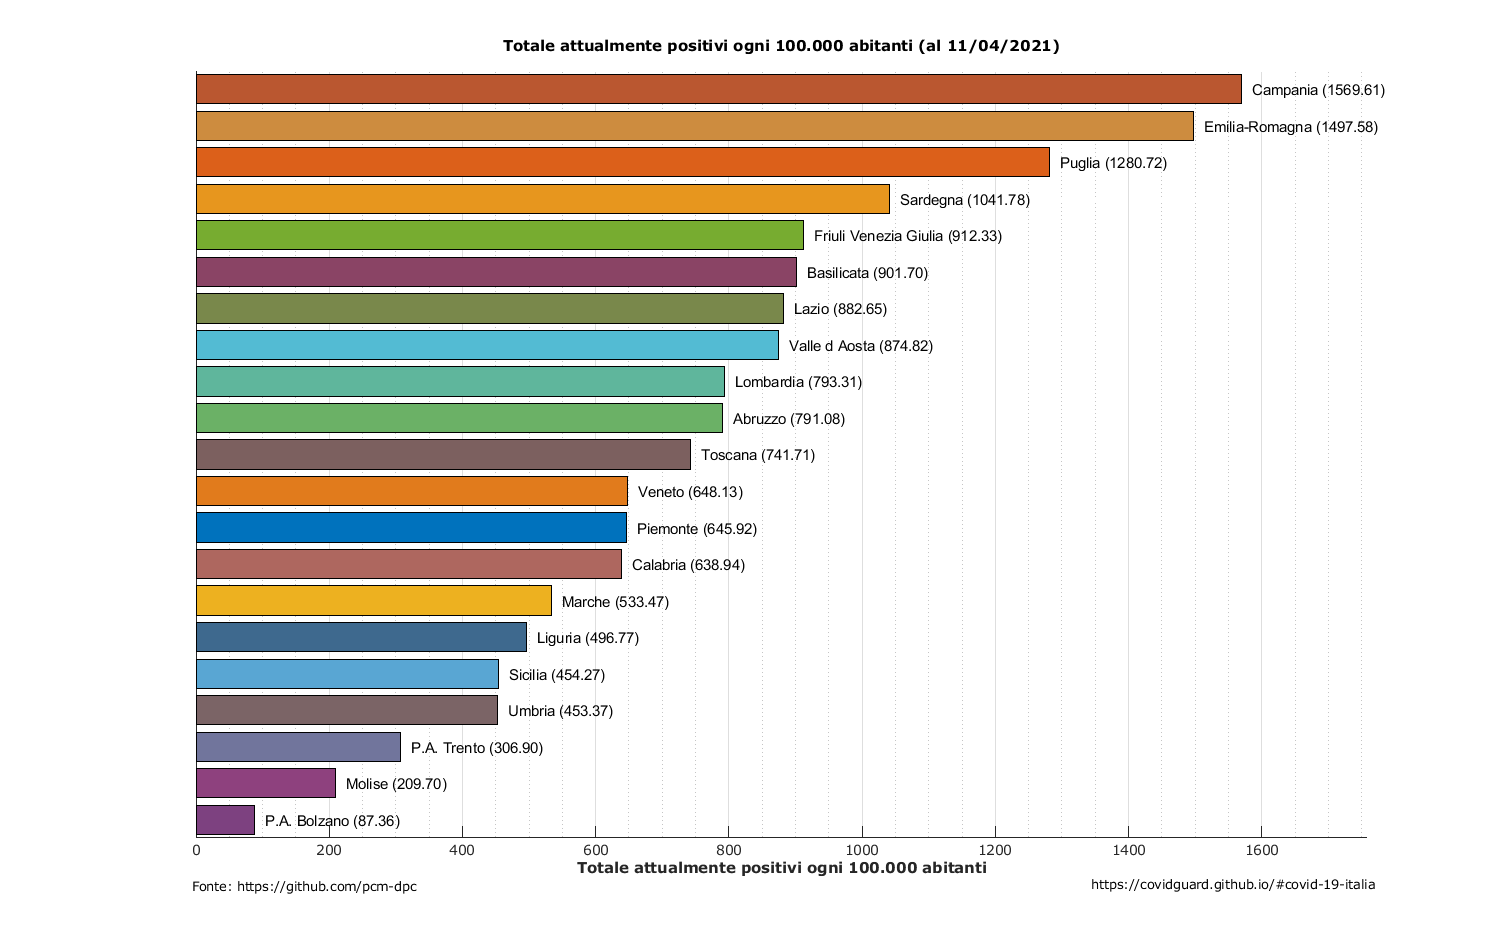 Totale attualmente positivi ogni 100.000 abitanti (al 11/04/2021)
Campania (1569.61)
Emilia-Romagna (1497.58)
Puglia (1280.72)
Sardegna (1041.78)
Friuli Venezia Giulia (912.33)
Basilicata (901.70)
Lazio (882.65)
Valle d Aosta (874.82)
Lombardia (793.31)
Abruzzo (791.08)
Toscana (741.71)
Veneto (648.13)
Piemonte (645.92)
Calabria (638.94)
Marche (533.47)
Liguria (496.77)
Sicilia (454.27)
Umbria (453.37)
P.A. Trento (306.90)
Molise (209.70)
P.A. Bolzano (87.36)
0 200 400 600 800 1000 1200 1400 1600
Totale attualmente positivi ogni 100.000 abitanti
Fonte: https://github.com/pcm-dpc
https://covidguard.github.io/#covid-19-italia